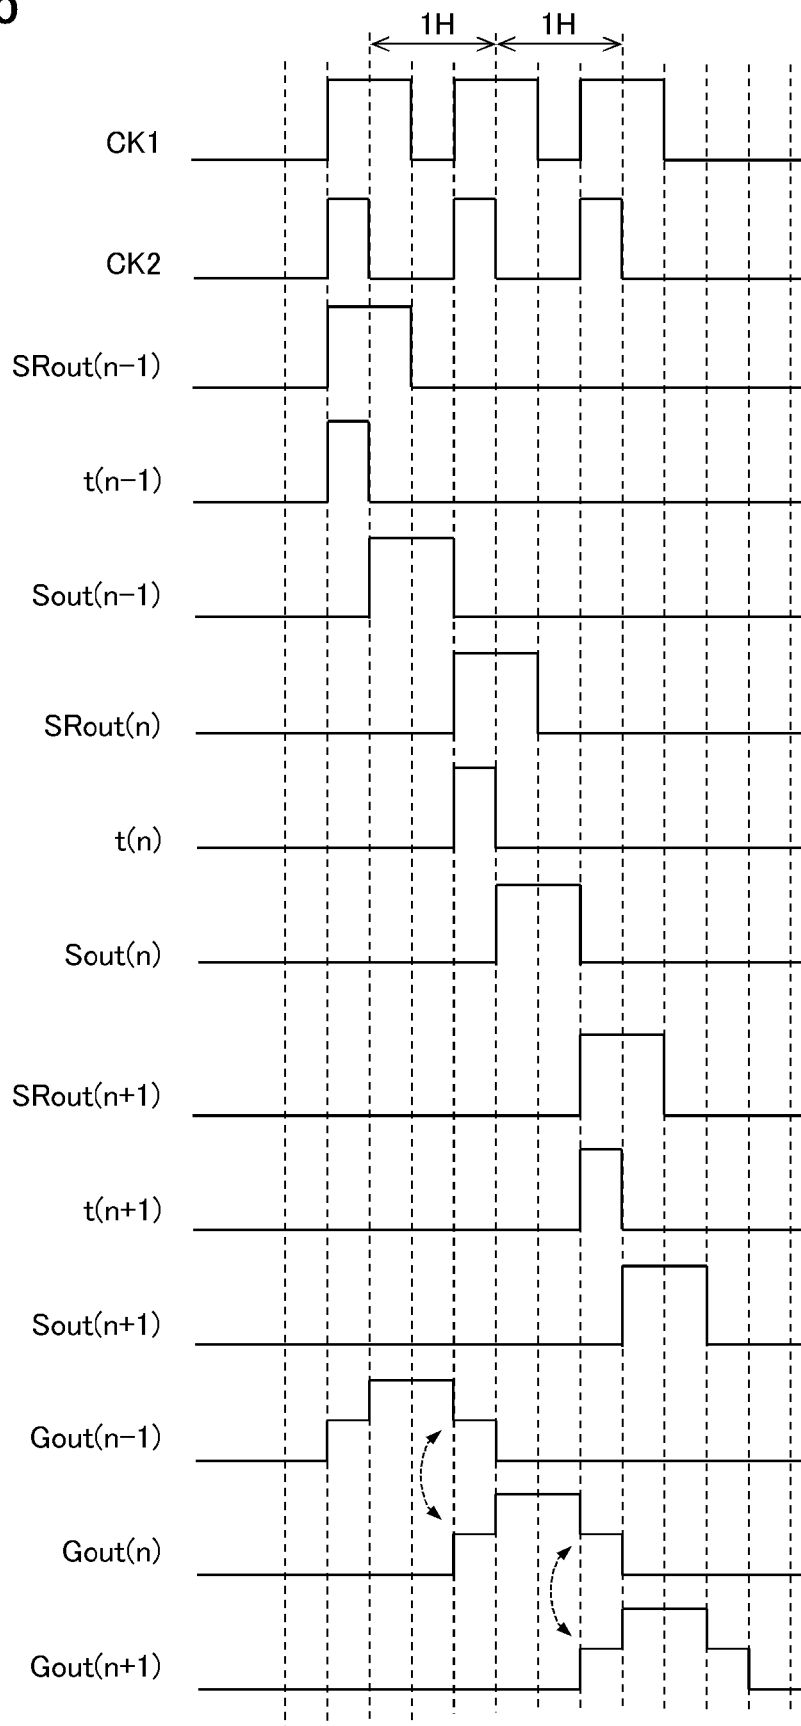 1H 1H
CK1
CK2
SRout(n-1)
t(n-1)
Sout(n-1)
SRout(n)
t(n)
Sout(n)
SRout(n+1)
t(n+1)
Sout(n+1)
Gout(n-1)
Gout(n)
Gout(n+1)